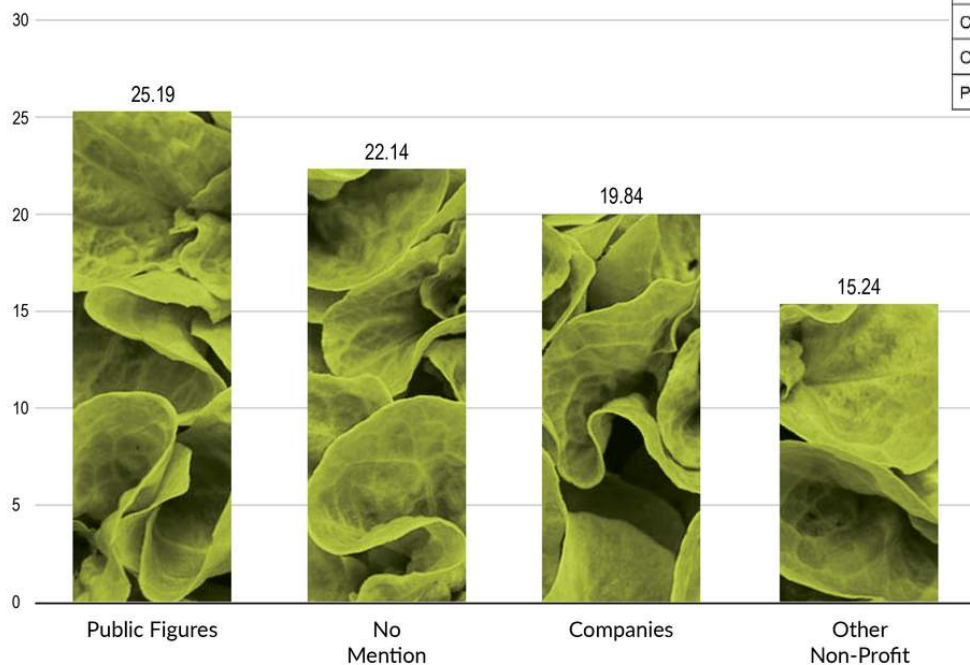 30
25
20
15
10
5
0
25.19
22.14
19.84
15.24
Public Figures
No
Mention
Companies
Other
Non-Profit